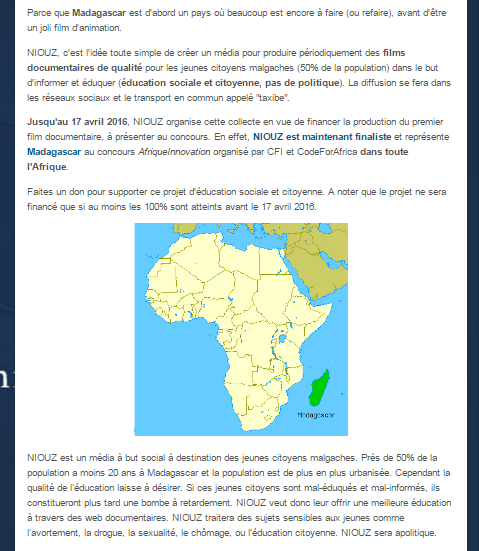 Parce que Madagascar est d'abord un pays où beaucoup est encore à faire (ou refaire), avant d'être
un joli film d'animation.
NIOUZ, c'est l'idée toute simple de créer un média pour produire périodiquement des films
documentaires de qualité pour les jeunes citoyens malgaches (50% de la population) dans le but
d'informer et éduquer (éducation sociale et citoyenne, pas de politique). La diffusion se fera dans
les réseaux sociaux et le transport en commun appelé "taxibe".
Jusqu'au 17 avril 2016, NIOUZ organise cette collecte en vue de financer la production du premier
film documentaire, à présenter au concours. En effet, NIOUZ est maintenant finaliste et représente
Madagascar au concours AfriqueInnovation organisé par CFI et CodeForAfrica dans toute
l'Afrique.
Faites un don pour supporter ce projet d'éducation sociale et citoyenne. A noter que le projet ne sera
financé que si au moins les 100% sont atteints avant le 17 avril 2016.
Madagascar
NIOUZ est un média à but social à destination des jeunes citoyens malgaches. Près de 50% de la
population a moins 20 ans à Madagascar et la population est de plus en plus urbanisée. Cependant la
qualité de l'éducation laisse à désirer. Si ces jeunes citoyens sont mal-éduqués et mal-informés, ils
constitueront plus tard une bombe à retardement. NIOUZ veut donc leur offrir une meilleure éducation
à travers des web documentaires. NIOUZ traitera des sujets sensibles aux jeunes comme
l'avortement, la drogue, la sexualité, le chômage, ou l'éducation citoyenne. NIOUZ sera apolitique.